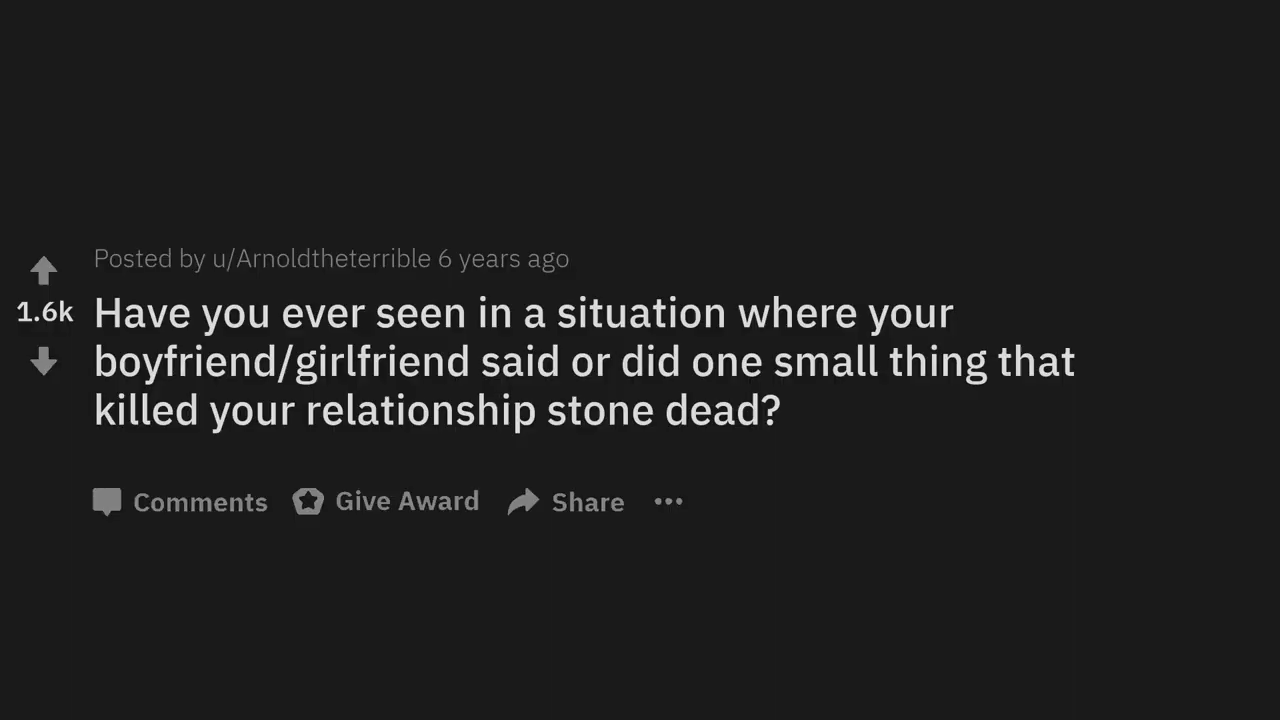 Posted by u/Arnoldtheterrible 6 years ago
1.6k
Have you ever seen in a situation where your
boyfriend/girlfriend said or did one small thing that
killed your relationship stone dead?
Comments Give Award Share •••